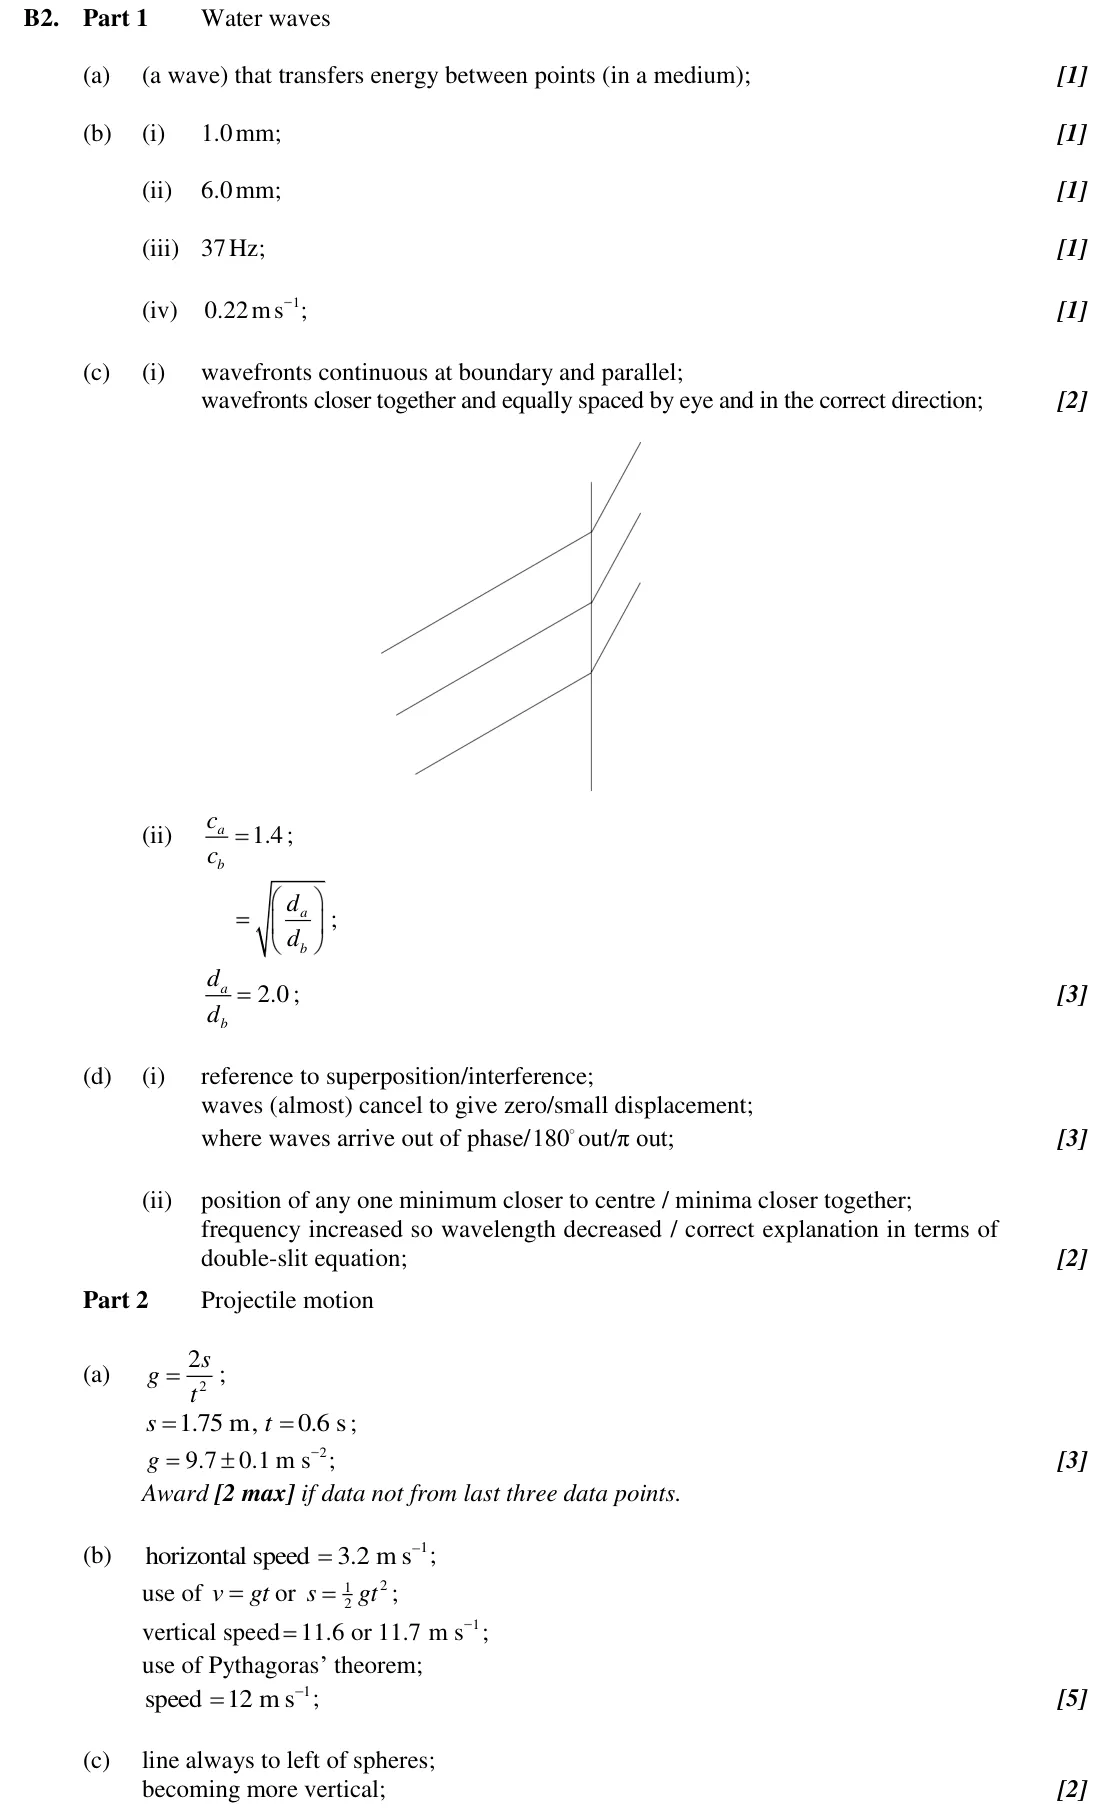 B2. Part 1 Water waves
(a) (a wave) that transfers energy between points (in a medium); [1]
(b) (i) 1.0 mm; [1]
(ii) 6.0 mm; [1]
(iii) 37 Hz; [1]
(iv) 0.22 m s⁻¹; [1]
(c) (i) wavefronts continuous at boundary and parallel;
wavefronts closer together and equally spaced by eye and in the correct direction; [2]
(ii) c_a/c_b = 1.4;
= √(d_a/d_b);
d_a/d_b = 2.0; [3]
(d) (i) reference to superposition/interference;
waves (almost) cancel to give zero/small displacement;
where waves arrive out of phase/180° out/π out; [3]
(ii) position of any one minimum closer to centre / minima closer together;
frequency increased so wavelength decreased / correct explanation in terms of
double-slit equation; [2]
Part 2 Projectile motion
(a) g = 2s/t²;
s = 1.75 m, t = 0.6 s;
g = 9.7 ± 0.1 m s⁻²; [3]
Award [2 max] if data not from last three data points.
(b) horizontal speed = 3.2 m s⁻¹;
use of v = gt or s = ½ gt²;
vertical speed = 11.6 or 11.7 m s⁻¹;
use of Pythagoras’ theorem;
speed = 12 m s⁻¹; [5]
(c) line always to left of spheres;
becoming more vertical; [2]